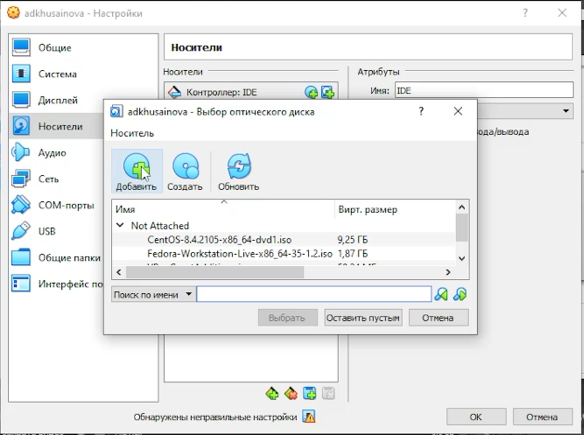 adkhusainova - Настройки
Общие
Система
Дисплей
Носители
Аудио
Сеть
COM-порты
USB
Общие папки
Интерфейс по
Носители
Носители
Контроллер: IDE
Атрибуты
Имя: IDE
вода/вывода
adkhusainova - Выбор оптического диска
Носитель
Добавить
Создать
Обновить
Имя
Вирт. размер
Not Attached
CentOS-8.4.2105-x86_64-dvd1.iso 9,25 ГБ
Fedora-Workstation-Live-x86_64-35-1.2.iso 1,87 ГБ
Поиск по имени
Выбрать
Оставить пустым
Отмена
Обнаружены неправильные настройки
OK
Отмена